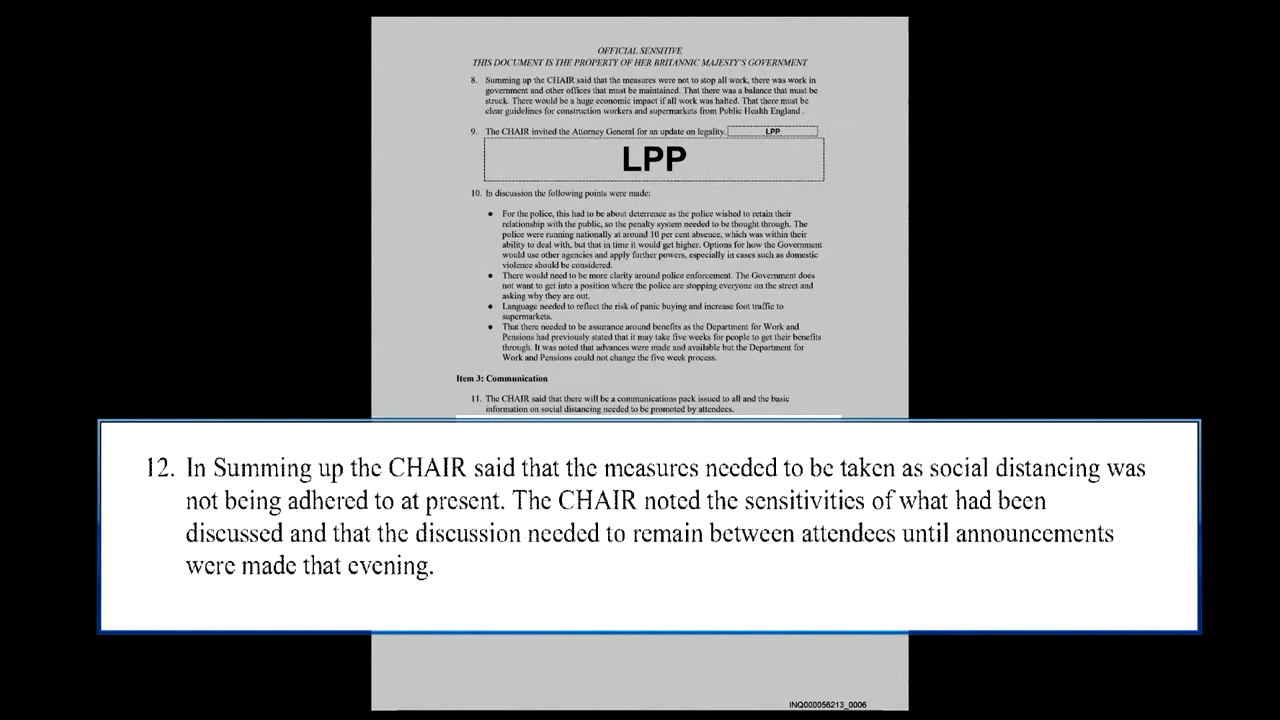 OFFICIAL SENSITIVE
THIS DOCUMENT IS THE PROPERTY OF HER BRITANNIC MAJESTY'S GOVERNMENT
8. Summing up the CHAIR said that the measures were not to stop all work, there was work in
government and other offices that must be maintained. That there was a balance that must be
struck. There would be a huge economic impact if all work was halted. That there must be
clear guidelines for construction workers and supermarkets from Public Health England .
9. The CHAIR invited the Attorney General for an update on legality. LPP
LPP
10. In discussion the following points were made:
● For the police, this had to be about deterrence as the police wished to retain their
relationship with the public, so the penalty system needed to be thought through. The
police were running nationally at around 10 per cent absence, which was within their
ability to deal with, but that in time it would get higher. Options for how the Government
would use other agencies and apply further powers, especially in cases such as domestic
violence should be considered.
● There would need to be more clarity around police enforcement. The Government does
not want to get into a position where the police are stopping everyone on the street and
asking why they are out.
● Language needed to reflect the risk of panic buying and increase foot traffic to
supermarkets.
● That there needed to be assurance around benefits as the Department for Work and
Pensions had previously stated that it may take five weeks for people to get their benefits
through. It was noted that advances were made and available but the Department for
Work and Pensions could not change the five week process.
Item 3: Communication
11. The CHAIR said that there will be a communications pack issued to all and the basic
information on social distancing needed to be promoted by attendees.
12. In Summing up the CHAIR said that the measures needed to be taken as social distancing was
not being adhered to at present. The CHAIR noted the sensitivities of what had been
discussed and that the discussion needed to remain between attendees until announcements
were made that evening.
INQ000056213_0006